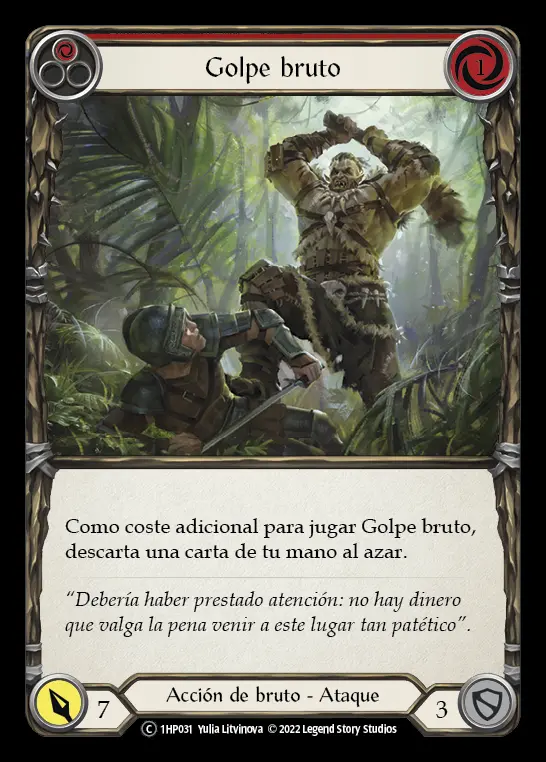 Golpe bruto
1
Como coste adicional para jugar Golpe bruto,
descarta una carta de tu mano al azar.
“Debería haber prestado atención: no hay dinero
que valga la pena venir a este lugar tan patético”.
7
Acción de bruto - Ataque
3
C 1HP031 Yulia Litvinova © 2022 Legend Story Studios